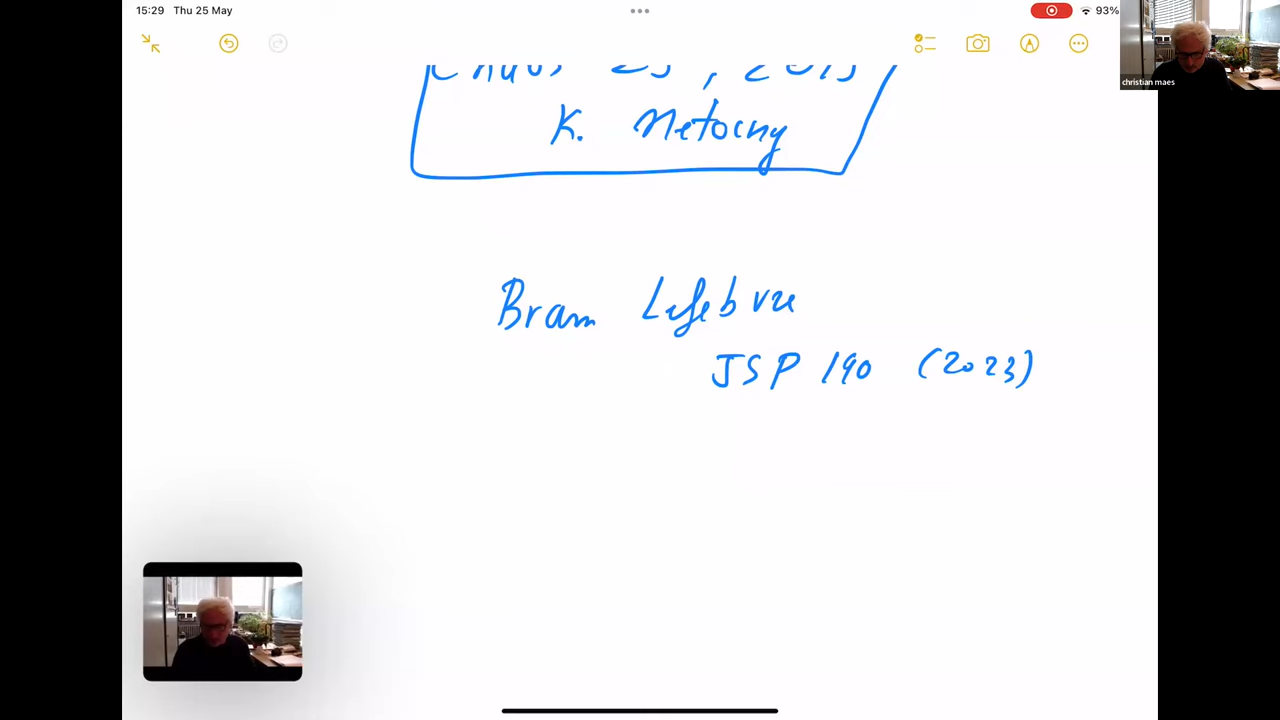 15:29 Thu 25 May
93%
christian maes
K. Netocny
Bram Lefebvre
JSP 190 (2023)